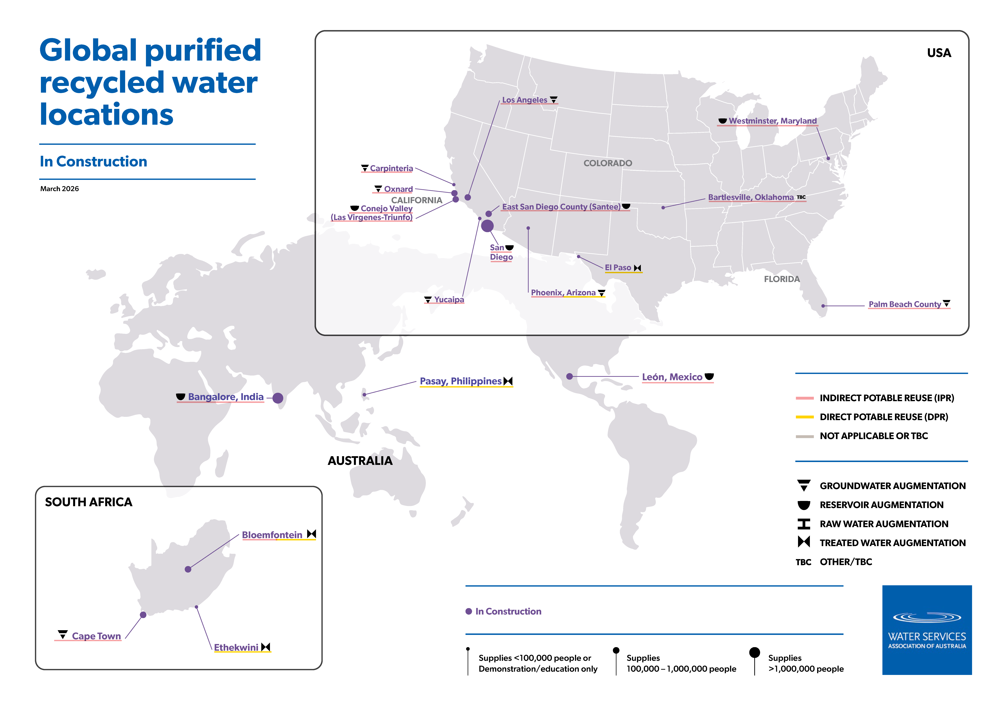 Global purified
recycled water
locations
In Construction
March 2026
USA
Los Angeles
Westminster, Maryland
COLORADO
Carpinteria
Oxnard
CALIFORNIA
Conejo Valley
(Las Virgenes-Triunfo)
East San Diego County (Santee)
Bartlesville, Oklahoma TBC
San
Diego
El Paso
Phoenix, Arizona
Yucaipa
FLORIDA
Palm Beach County
Pasay, Philippines
León, Mexico
Bangalore, India
AUSTRALIA
SOUTH AFRICA
Bloemfontein
Cape Town
Ethekwini
INDIRECT POTABLE REUSE (IPR)
DIRECT POTABLE REUSE (DPR)
NOT APPLICABLE OR TBC
GROUNDWATER AUGMENTATION
RESERVOIR AUGMENTATION
RAW WATER AUGMENTATION
TREATED WATER AUGMENTATION
TBC OTHER/TBC
In Construction
Supplies <100,000 people or
Demonstration/education only
Supplies
100,000 – 1,000,000 people
Supplies
>1,000,000 people
WATER SERVICES
ASSOCIATION OF AUSTRALIA